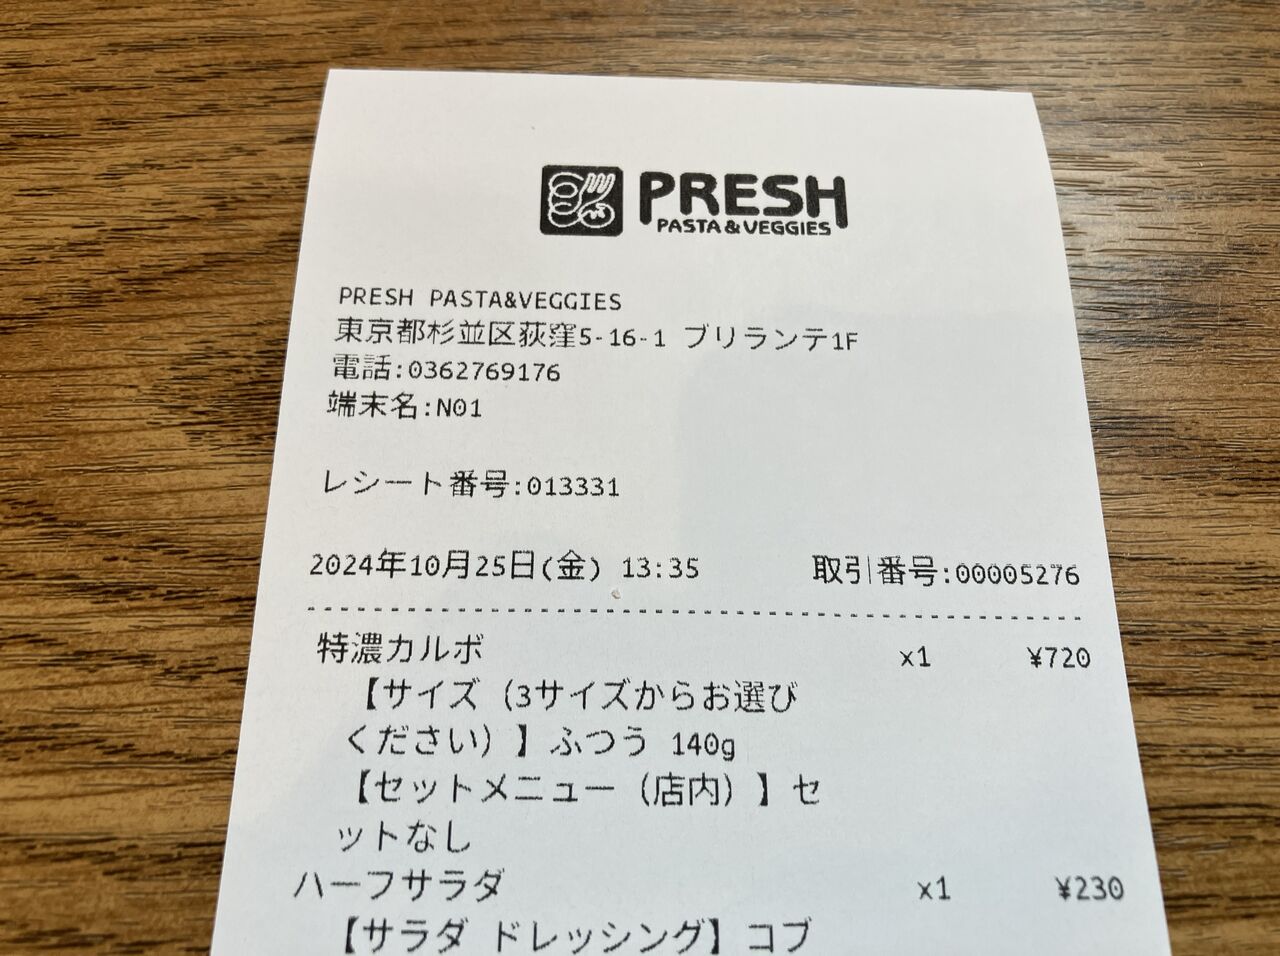 PRESH
PASTA&VEGGIES
PRESH PASTA&VEGGIES
東京都杉並区荻窪5-16-1 ブリランテ1F
電話:0362769176
端末名:N01
レシート番号:013331
2024年10月25日(金) 13:35 取引番号:00005276
特濃カルボ x1 ¥720
【サイズ (3サイズからお選び
ください) 】ふつう 140g
【セットメニュー (店内) 】セ
ットなし
ハーフサラダ x1 ¥230
【サラダ ドレッシング】コブ